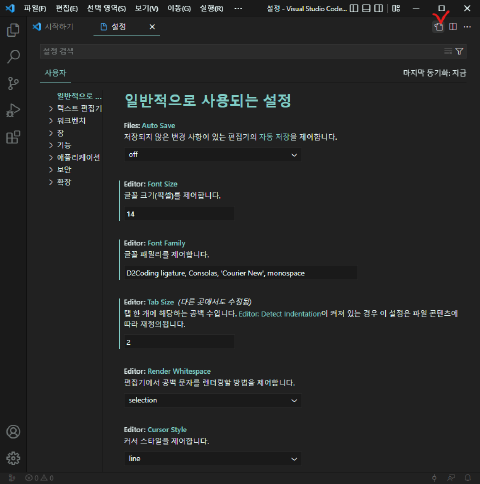 파일(F) 편집(E) 선택 영역(S) 보기(V) 이동(G) 실행(R) ··· 설정 - Visual Studio Code...
시작하기 설정
설정 검색
사용자 마지막 동기화: 지금
일반적으로 ...
텍스트 편집기
워크벤치
창
기능
애플리케이션
보안
확장
일반적으로 사용되는 설정
Files: Auto Save
저장되지 않은 변경 사항이 있는 편집기의 자동 저장을 제어합니다.
off
Editor: Font Size
글꼴 크기(픽셀)를 제어합니다.
14
Editor: Font Family
글꼴 패밀리를 제어합니다.
D2Coding ligature, Consolas, 'Courier New', monospace
Editor: Tab Size (다른 곳에서도 수정됨)
탭 한 개에 해당하는 공백 수입니다. Editor: Detect Indentation이 켜져 있는 경우 이 설정은 파일 콘텐츠에
따라 재정의됩니다.
2
Editor: Render Whitespace
편집기에서 공백 문자를 렌더링할 방법을 제어합니다.
selection
Editor: Cursor Style
커서 스타일을 제어합니다.
line
0 0